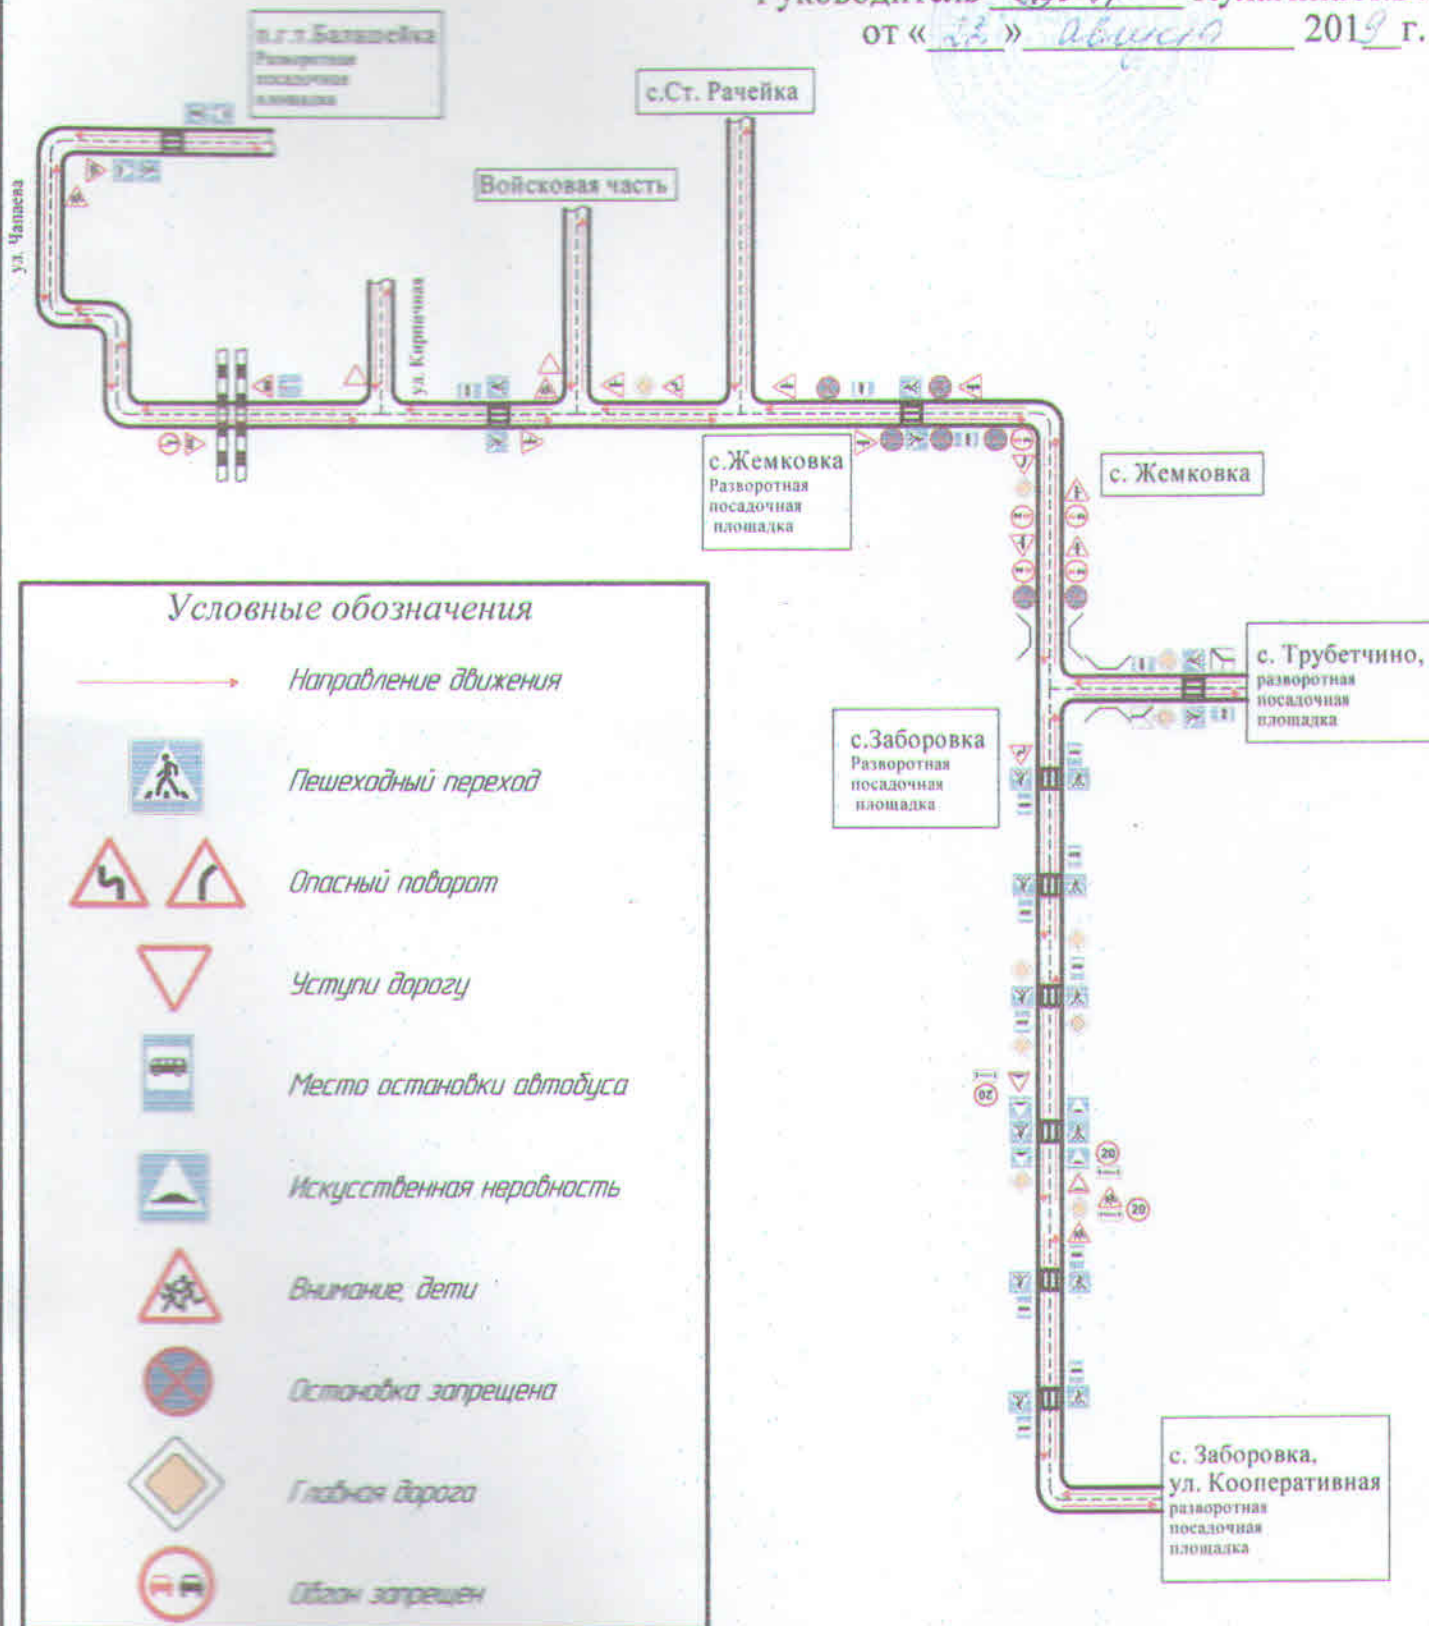 Руководитель
от « 22 » августа 2019 г.
п.г.т.Балашейка
Разворотная
посадочная
площадка
с.Ст. Рачейка
Войсковая часть
ул. Чапаева
ул. Кирпичная
с.Жемковка
Разворотная
посадочная
площадка
с. Жемковка
с. Трубетчино,
разворотная
посадочная
площадка
с.Заборовка
Разворотная
посадочная
площадка
20
20
20
с. Заборовка,
ул. Кооперативная
разворотная
посадочная
площадка
Условные обозначения
Направление движения
Пешеходный переход
Опасный поворот
Уступи дорогу
Место остановки автобуса
Искусственная неровность
Внимание, дети
Остановка запрещена
Главная дорога
Обгон запрещен